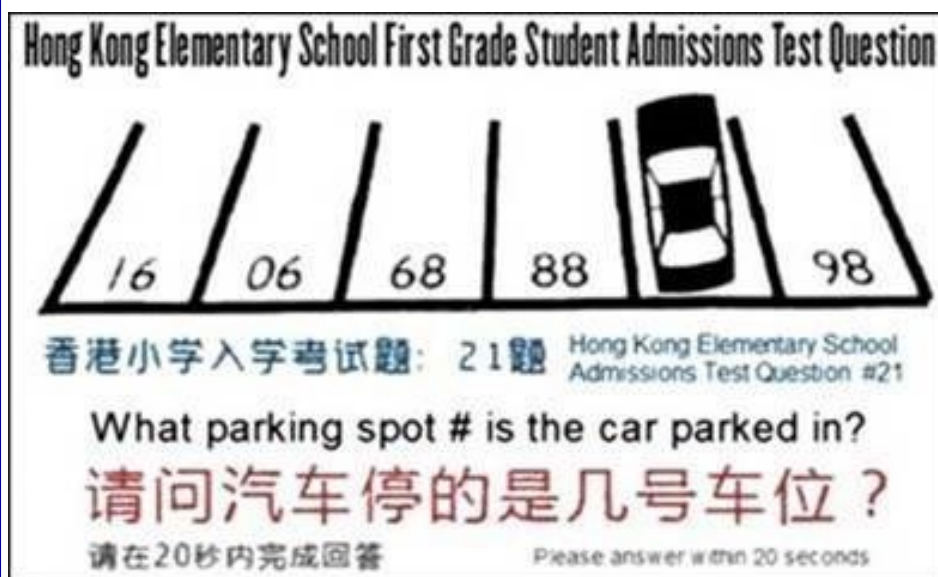 Hong Kong Elementary School First Grade Student Admissions Test Question
16 06 68 88 98
香港小学入学考试题: 21题 Hong Kong Elementary School
Admissions Test Question #21
What parking spot # is the car parked in?
请问汽车停的是几号车位？
请在20秒内完成回答 Please answer within 20 seconds